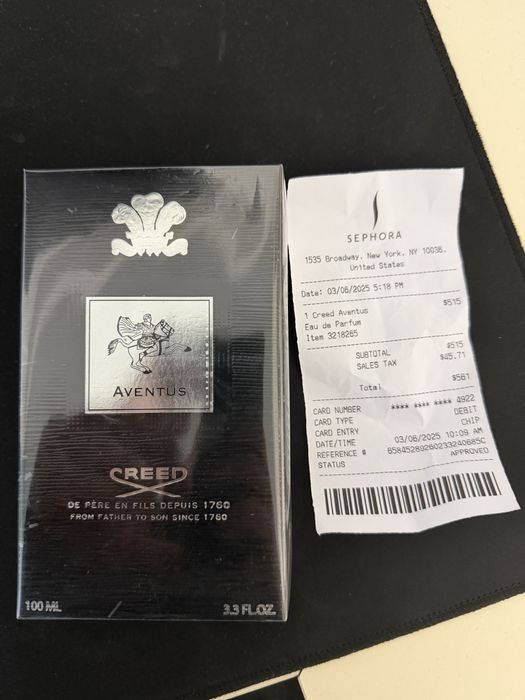 AVENTUS
CREED
DE PÈRE EN FILS DEPUIS 1760
FROM FATHER TO SON SINCE 1760
100 ML 3.3 FL.OZ.
SEPHORA
1535 Broadway, New York, NY 10036.
United States
Date: 03/06/2025 5:18 PM
1 Creed Aventus $515
Eau de Parfum
Item 3218265
SUBTOTAL $515
SALES TAX $45.71
Total $561
CARD NUMBER **** **** **** 4922
CARD TYPE DEBIT
CARD ENTRY CHIP
DATE/TIME 03/06/2025 10:09 AM
REFERENCE # 65845289260233240685C
STATUS APPROVED